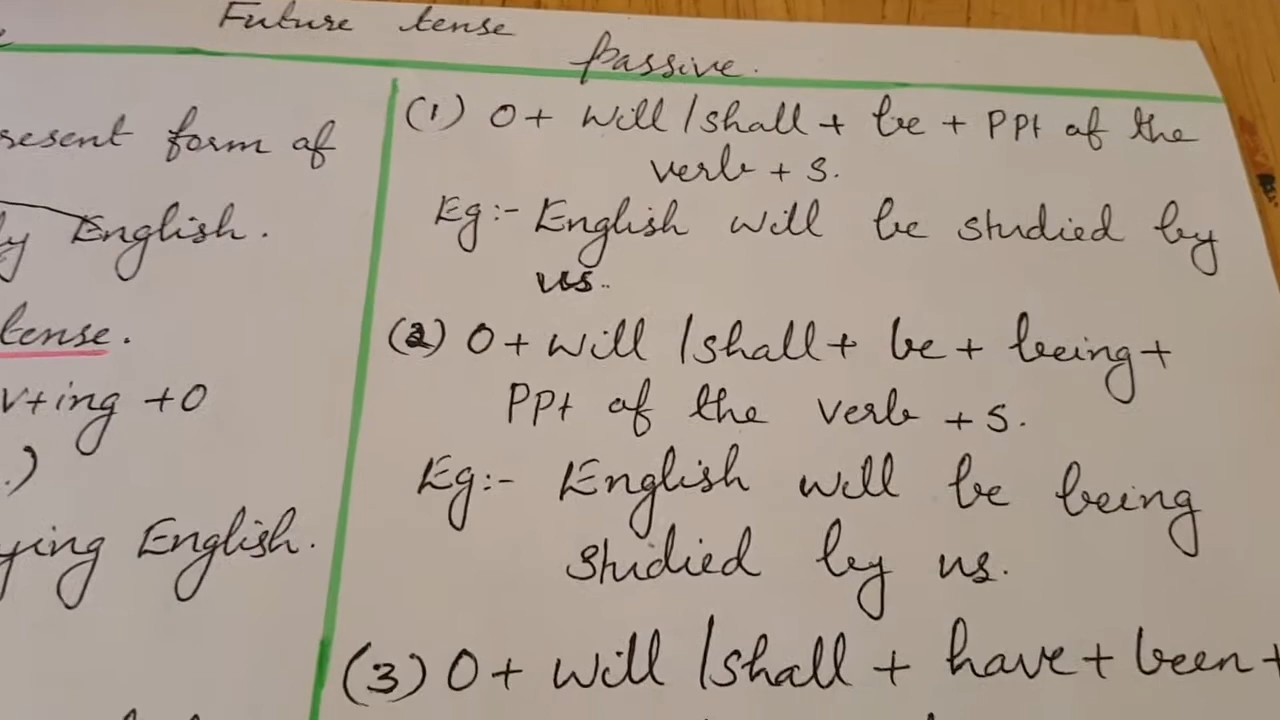 Future tense
Passive.
resent form of
y English.
tense.
v+ing +O
.)
ying English.
(1) O+ will / shall + be + PPt of the
verb + S.
Eg:- English will be studied by
us..
(2) O+ will / shall + be + being +
PPt of the verb + S.
Eg:- English will be being
studied by us.
(3) O+ will / shall + have + been +